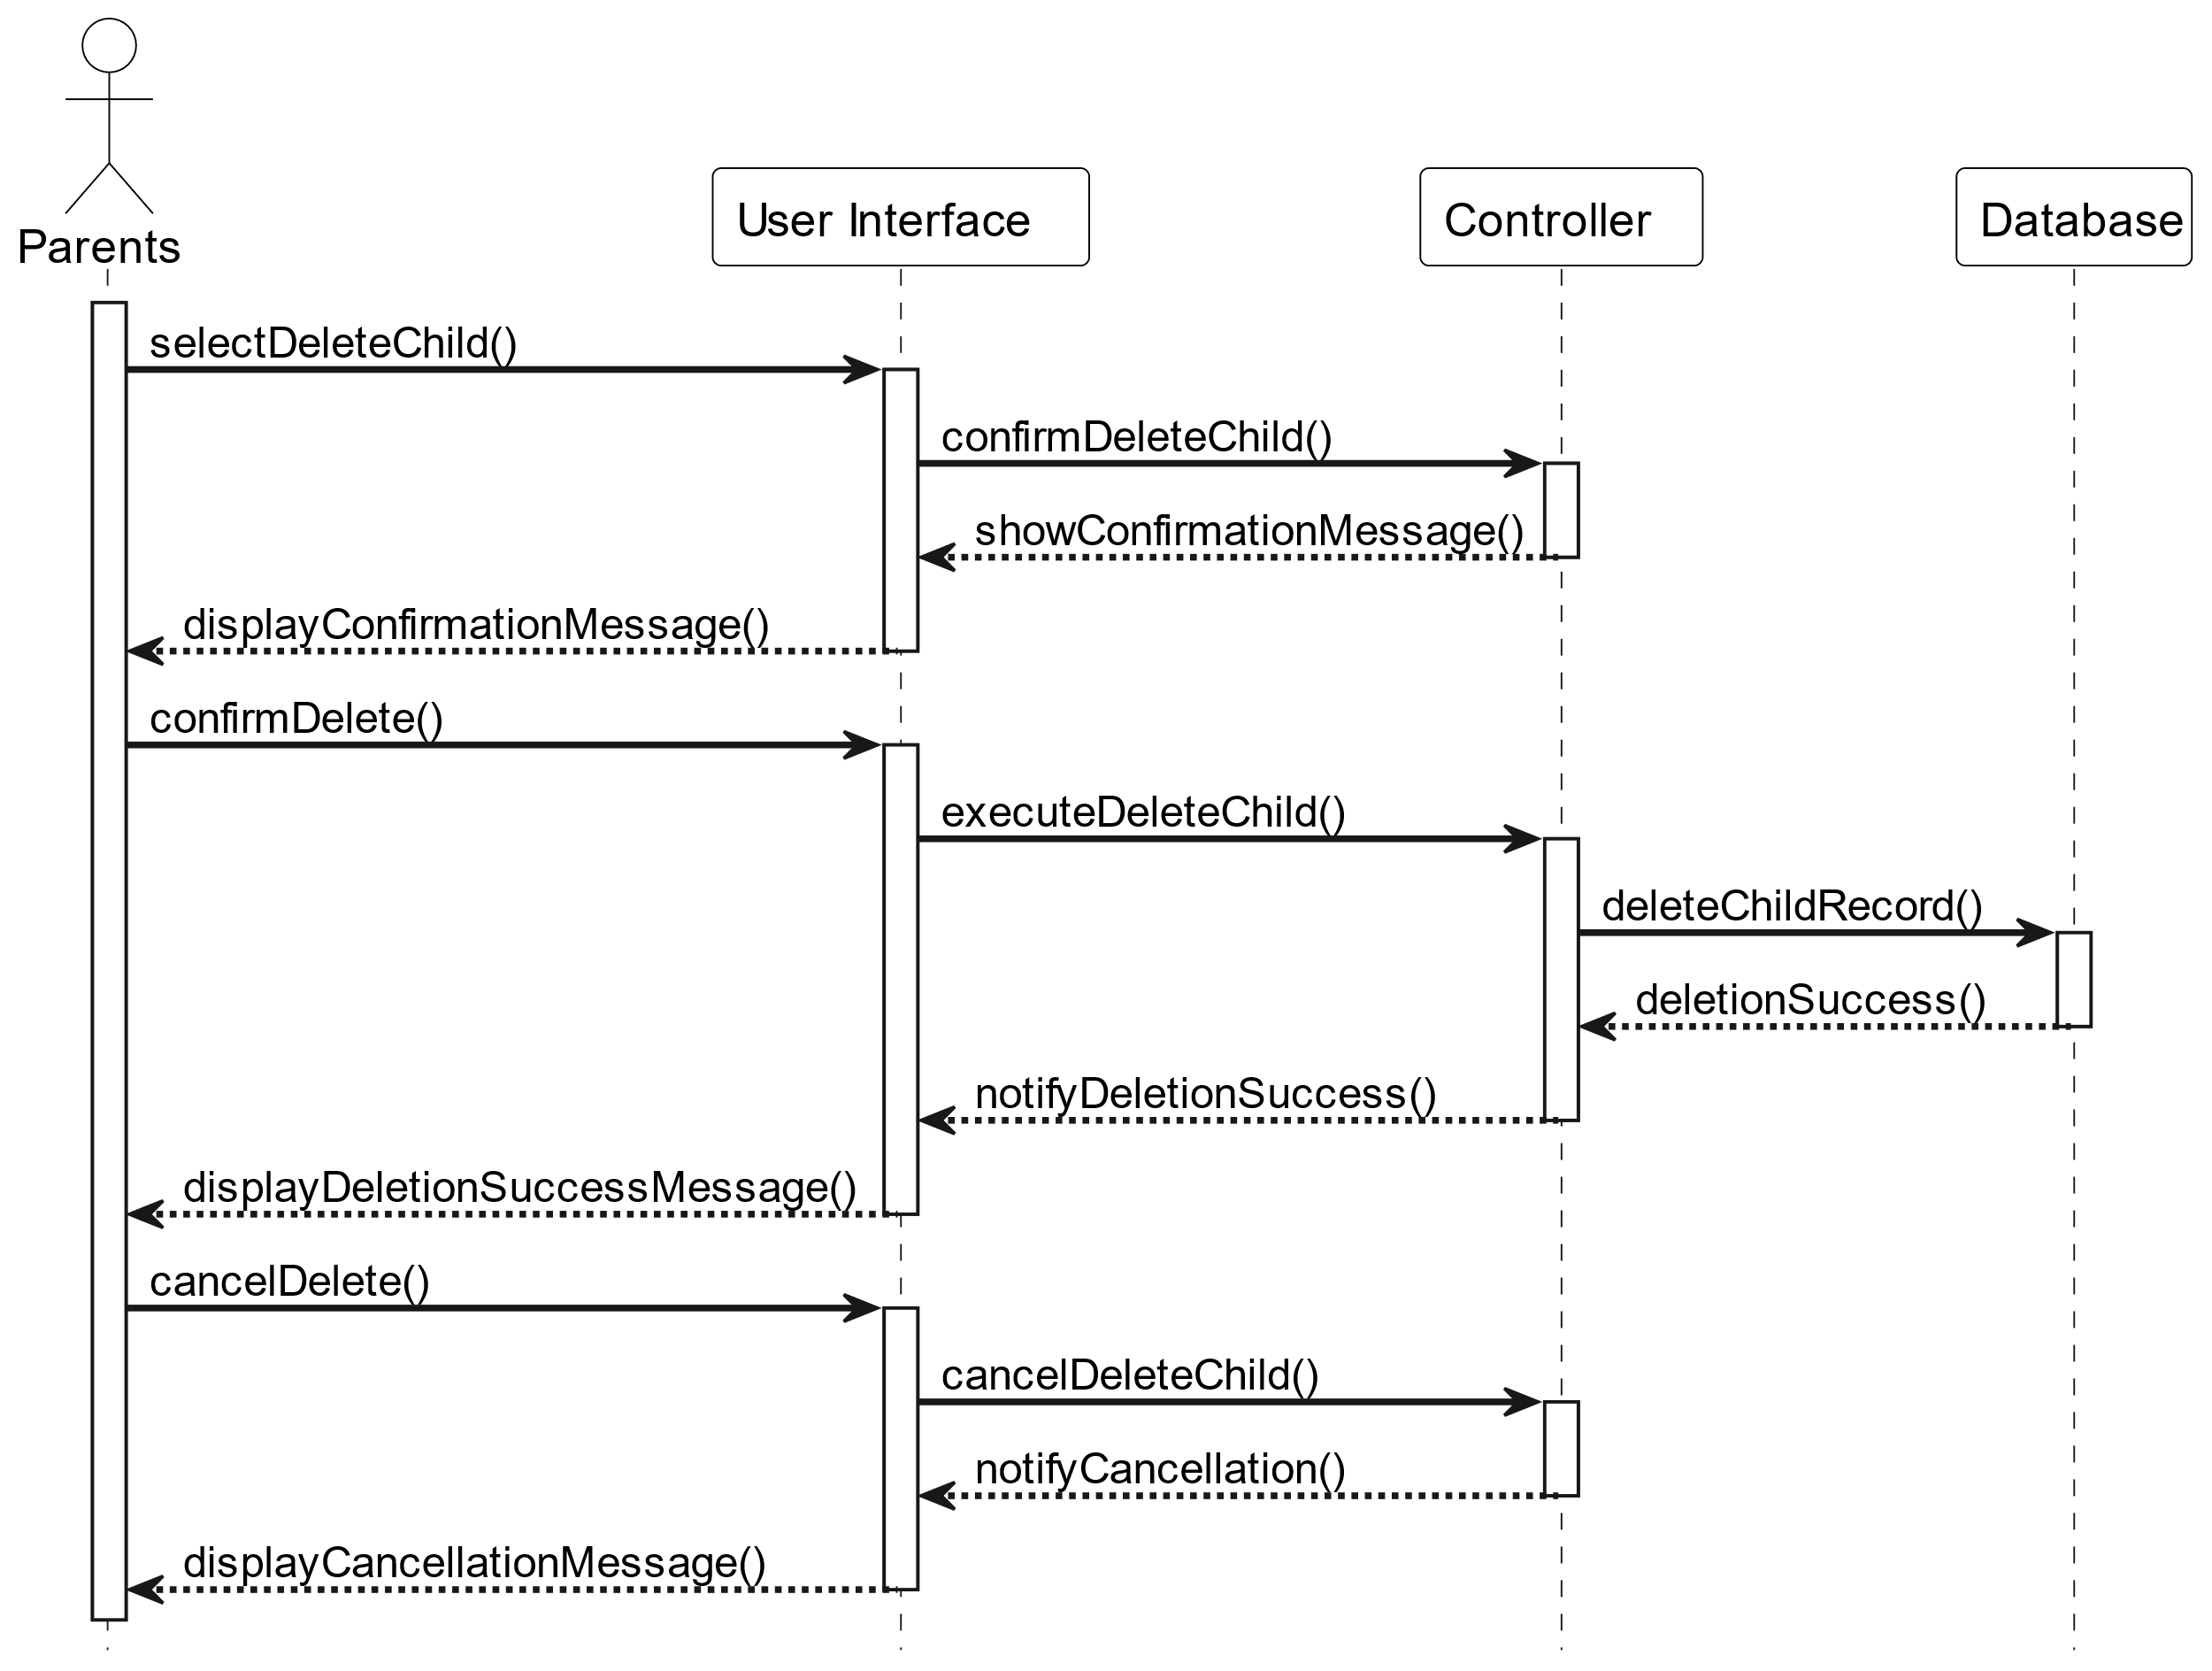 Parents
User Interface
Controller
Database
selectDeleteChild()
confirmDeleteChild()
showConfirmationMessage()
displayConfirmationMessage()
confirmDelete()
executeDeleteChild()
deleteChildRecord()
deletionSuccess()
notifyDeletionSuccess()
displayDeletionSuccessMessage()
cancelDelete()
cancelDeleteChild()
notifyCancellation()
displayCancellationMessage()